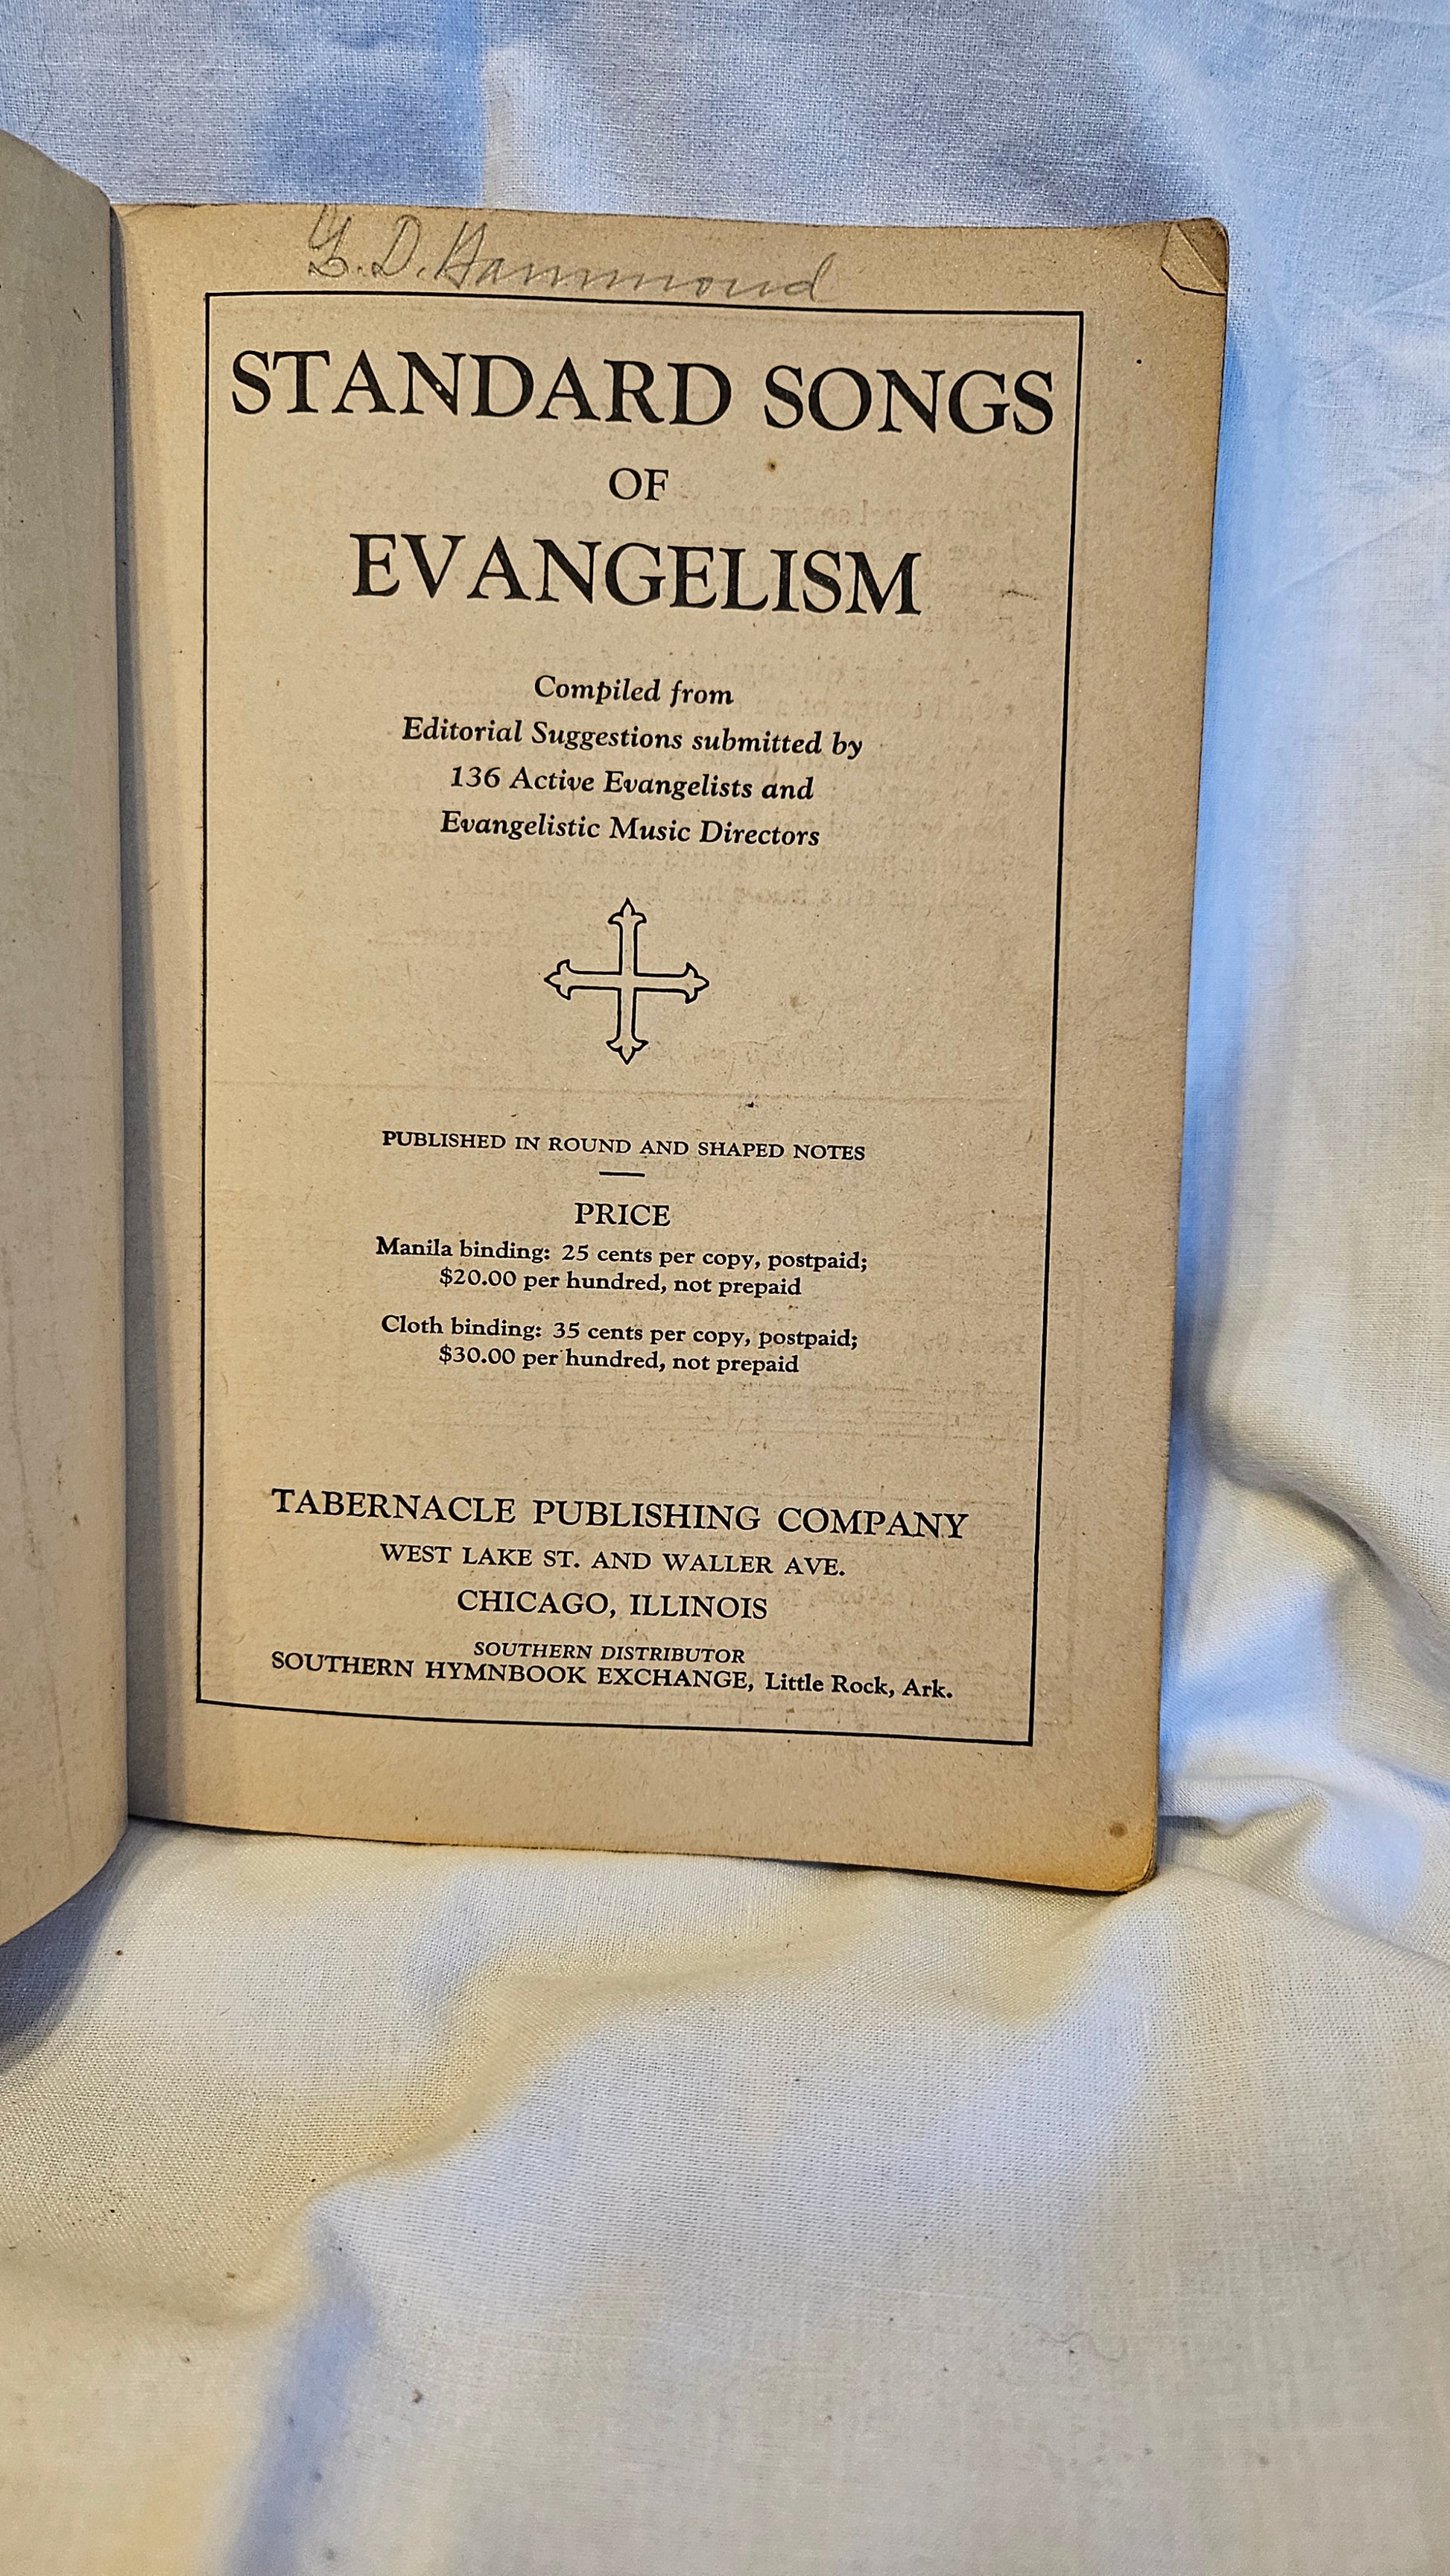 D. Hammond
STANDARD SONGS
OF
EVANGELISM
Compiled from
Editorial Suggestions submitted by
136 Active Evangelists and
Evangelistic Music Directors
PUBLISHED IN ROUND AND SHAPED NOTES
PRICE
Manila binding: 25 cents per copy, postpaid;
$20.00 per hundred, not prepaid
Cloth binding: 35 cents per copy, postpaid;
$30.00 per hundred, not prepaid
TABERNACLE PUBLISHING COMPANY
WEST LAKE ST. AND WALLER AVE.
CHICAGO, ILLINOIS
SOUTHERN DISTRIBUTOR
SOUTHERN HYMNBOOK EXCHANGE, Little Rock, Ark.